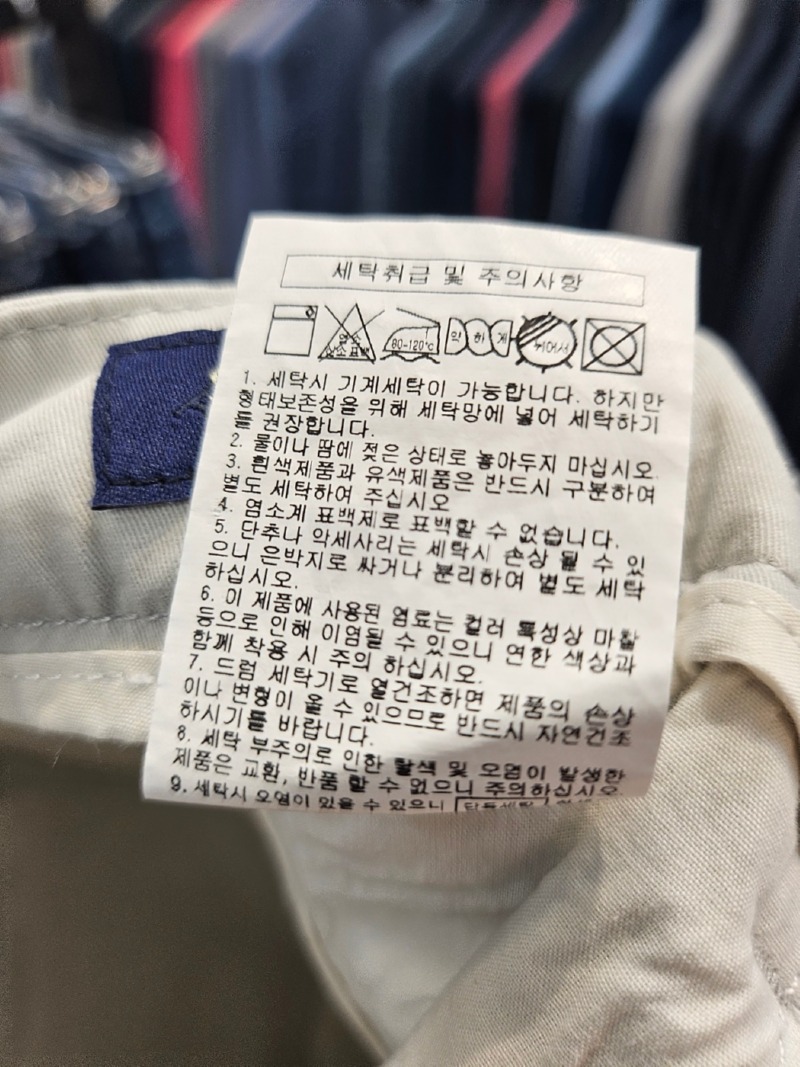 세탁취급 및 주의사항
염소
산소표백
80-120℃
약 하 게
뉘어서
1. 세탁시 기계세탁이 가능합니다. 하지만
형태보존성을 위해 세탁망에 넣어 세탁하기
를 권장합니다.
2. 물이나 땀에 젖은 상태로 놓아두지 마십시오.
3. 흰색제품과 유색제품은 반드시 구분하여
별도 세탁하여 주십시오
4. 염소계 표백제로 표백할 수 없습니다.
5. 단추나 악세사리는 세탁시 손상 될 수 있
으니 은박지로 싸거나 분리하여 별도 세탁
하십시오.
6. 이 제품에 사용된 염료는 컬러 특성상 마찰
등으로 인해 이염될 수 있으니 연한 색상과
함께 착용 시 주의 하십시오.
7. 드럼 세탁기로 열건조하면 제품의 손상
이나 변형이 올 수 있으므로 반드시 자연건조
하시기를 바랍니다.
8. 세탁 부주의로 인한 탈색 및 오염이 발생한
제품은 교환, 반품 할 수 없으니 주의하십시오.
9. 세탁시 오염이 있을 수 있으니 단독세탁